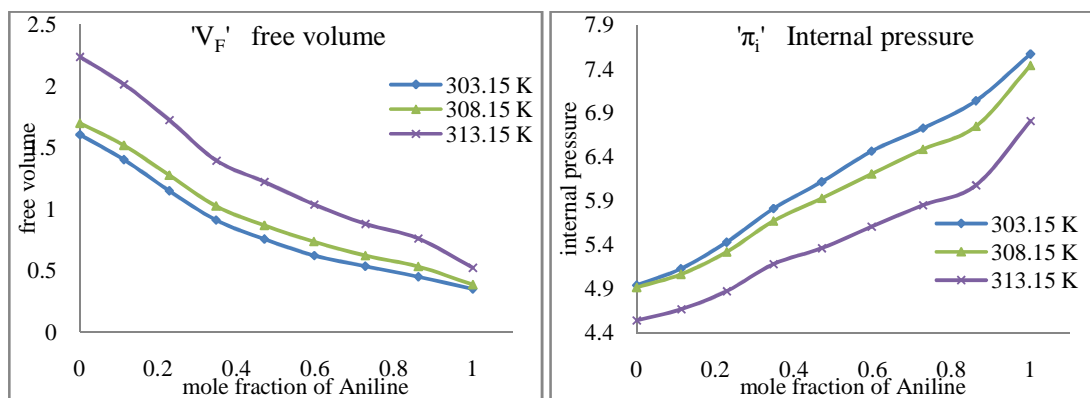 'V_F' free volume
2.5
2
1.5
1
0.5
0
free volume
303.15 K
308.15 K
313.15 K
0 0.2 0.4 0.6 0.8 1
mole fraction of Aniline
'π_i' Internal pressure
7.9
7.4
6.9
6.4
5.9
5.4
4.9
4.4
internal pressure
303.15 K
308.15 K
313.15 K
0 0.2 0.4 0.6 0.8 1
mole fraction of Aniline